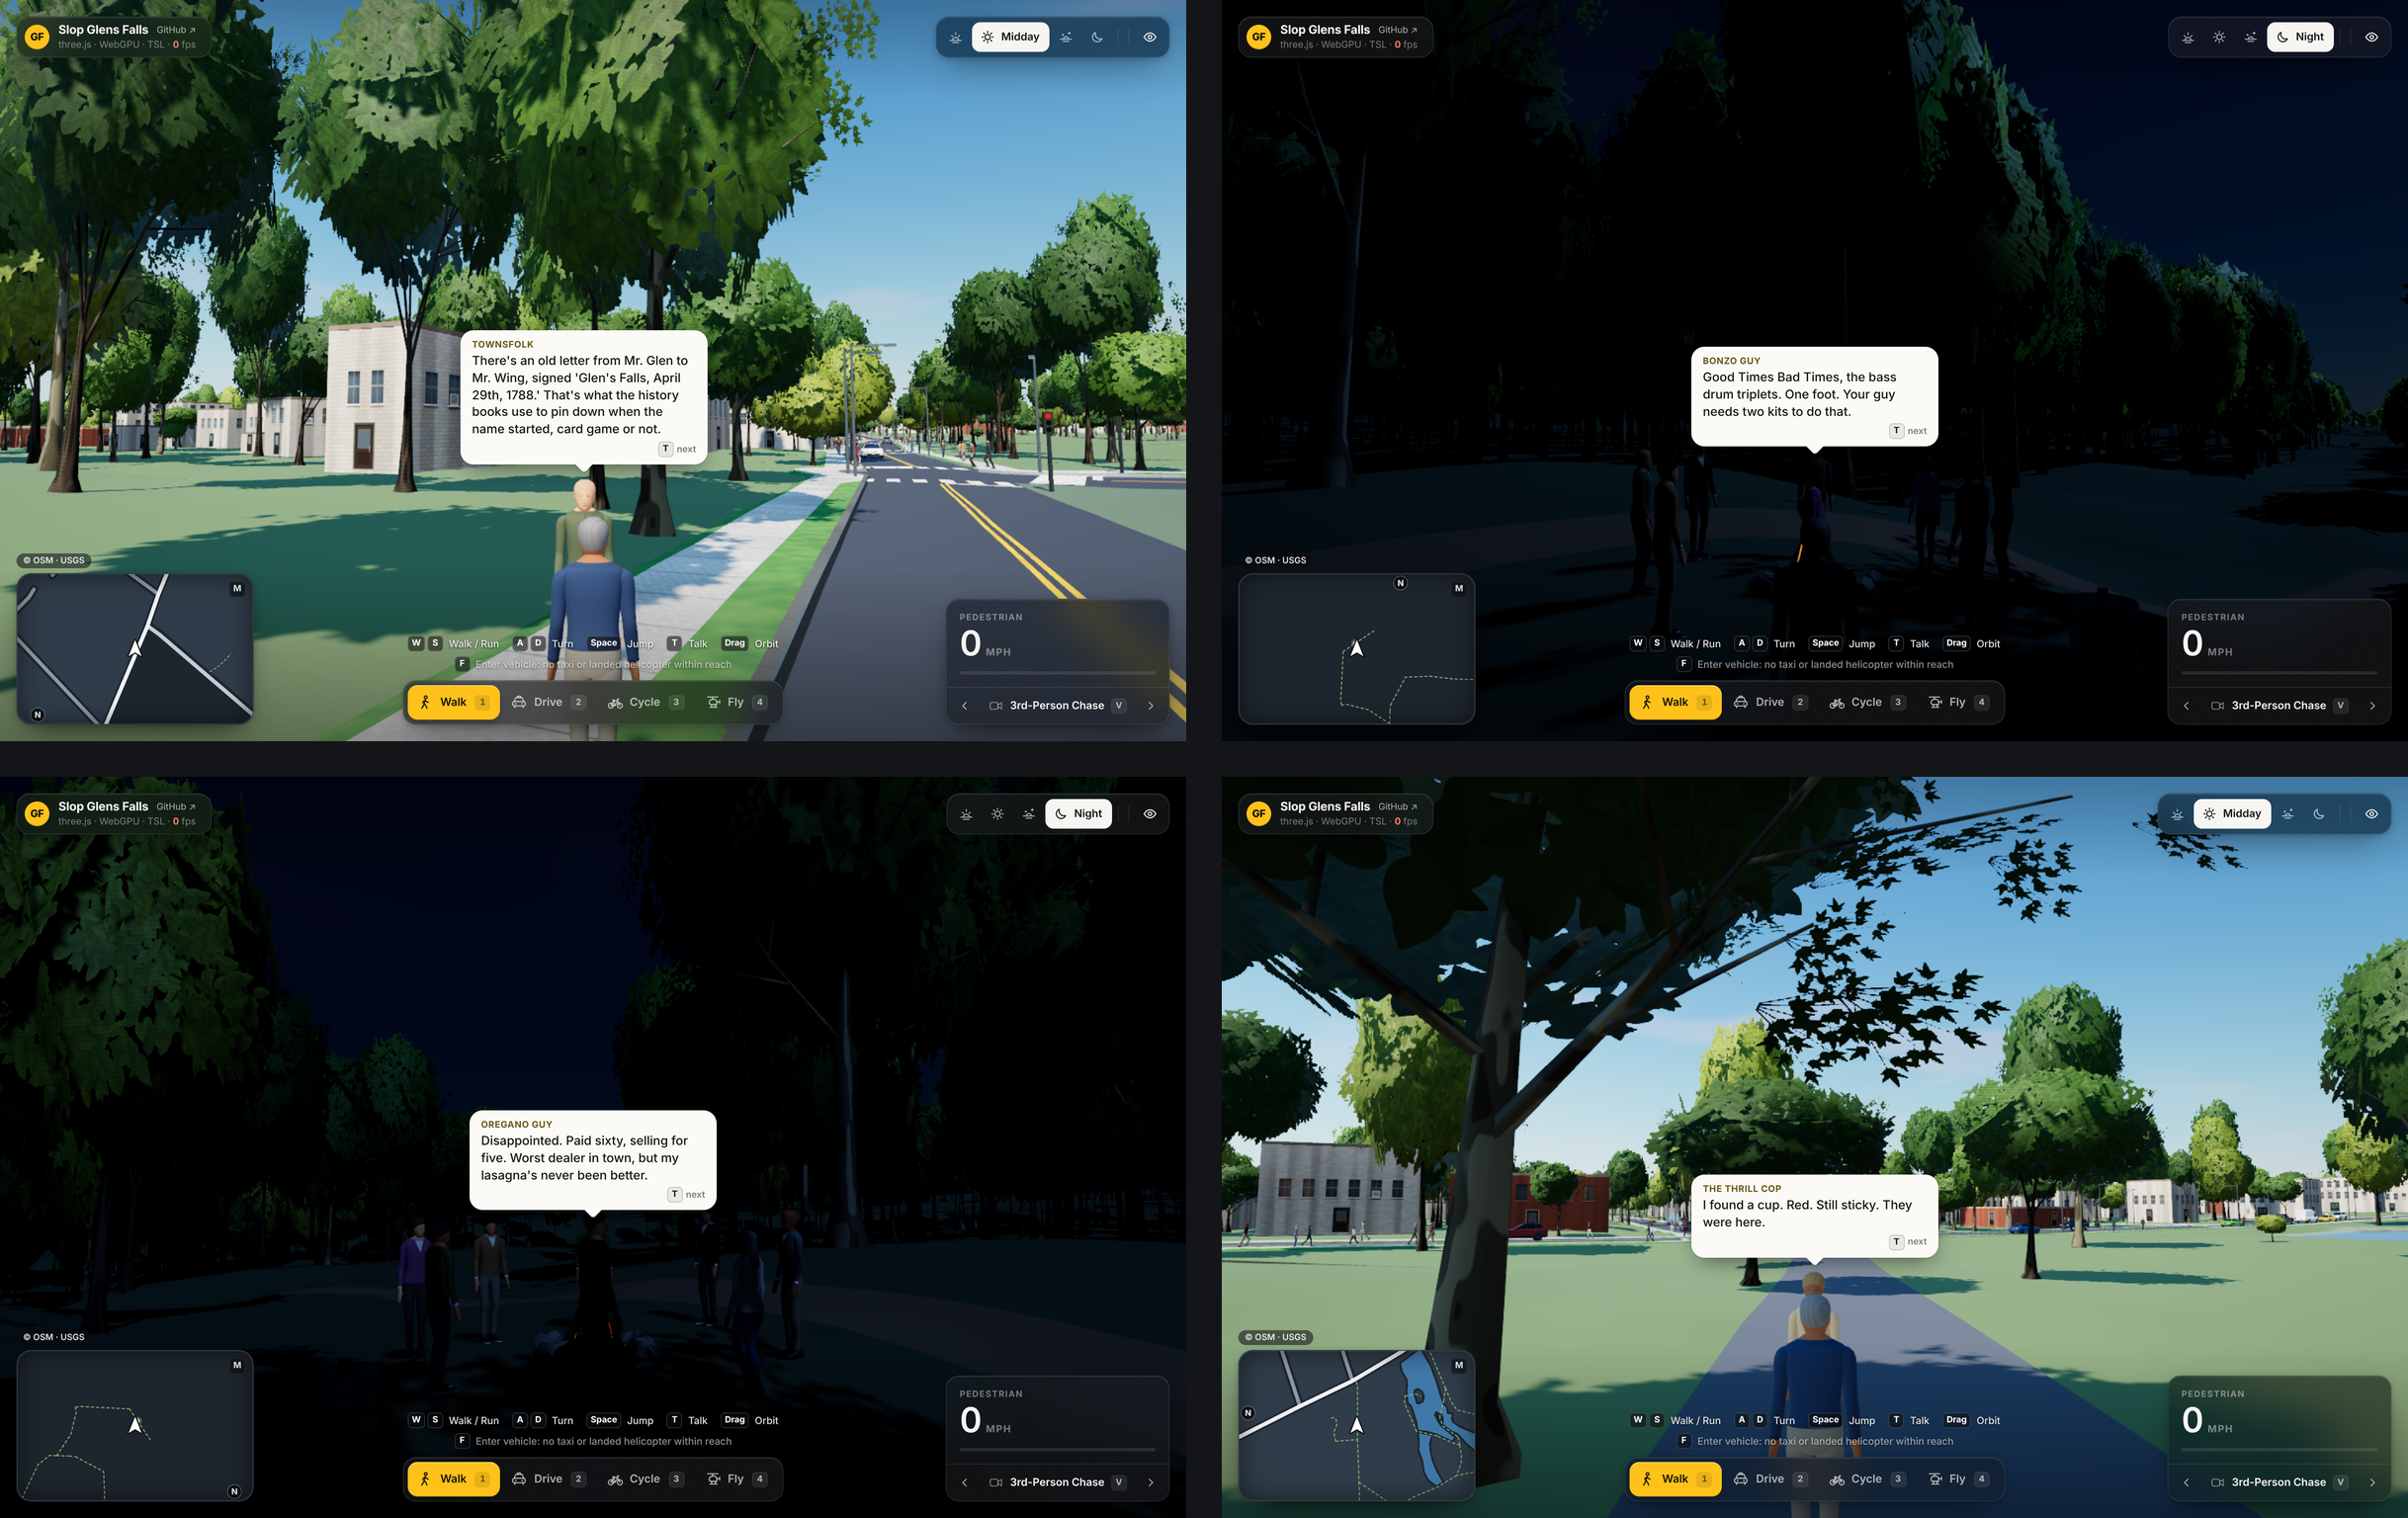 GF Slop Glens Falls GitHub ↗
three.js · WebGPU · TSL · 0 fps
Midday
TOWNSFOLK
There's an old letter from Mr. Glen to
Mr. Wing, signed 'Glen's Falls, April
29th, 1788.' That's what the history
books use to pin down when the
name started, card game or not.
T next
© OSM · USGS
M
N
W S Walk / Run A D Turn Space Jump T Talk Drag Orbit
F Enter vehicle: no taxi or landed helicopter within reach
Walk 1 Drive 2 Cycle 3 Fly 4
PEDESTRIAN
0 MPH
3rd-Person Chase V
GF Slop Glens Falls GitHub ↗
three.js · WebGPU · TSL · 0 fps
Night
BONZO GUY
Good Times Bad Times, the bass
drum triplets. One foot. Your guy
needs two kits to do that.
T next
© OSM · USGS
N
M
W S Walk / Run A D Turn Space Jump T Talk Drag Orbit
F Enter vehicle: no taxi or landed helicopter within reach
Walk 1 Drive 2 Cycle 3 Fly 4
PEDESTRIAN
0 MPH
3rd-Person Chase V
GF Slop Glens Falls GitHub ↗
three.js · WebGPU · TSL · 0 fps
Night
OREGANO GUY
Disappointed. Paid sixty, selling for
five. Worst dealer in town, but my
lasagna's never been better.
T next
© OSM · USGS
M
N
W S Walk / Run A D Turn Space Jump T Talk Drag Orbit
F Enter vehicle: no taxi or landed helicopter within reach
Walk 1 Drive 2 Cycle 3 Fly 4
PEDESTRIAN
0 MPH
3rd-Person Chase V
GF Slop Glens Falls GitHub ↗
three.js · WebGPU · TSL · 0 fps
Midday
THE THRILL COP
I found a cup. Red. Still sticky. They
were here.
T next
© OSM · USGS
M
N
W S Walk / Run A D Turn Space Jump T Talk Drag Orbit
F Enter vehicle: no taxi or landed helicopter within reach
Walk 1 Drive 2 Cycle 3 Fly 4
PEDESTRIAN
0 MPH
3rd-Person Chase V